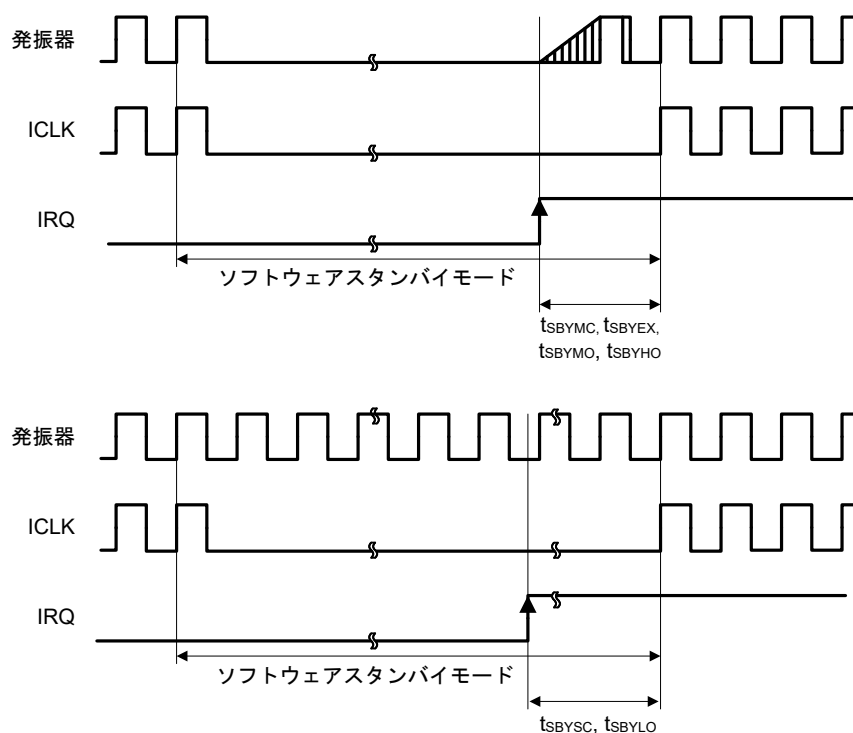 発振器
ICLK
IRQ
ソフトウェアスタンバイモード
tSBYMC, tSBYEX,
tSBYMO, tSBYHO
発振器
ICLK
IRQ
ソフトウェアスタンバイモード
tSBYSC, tSBYLO